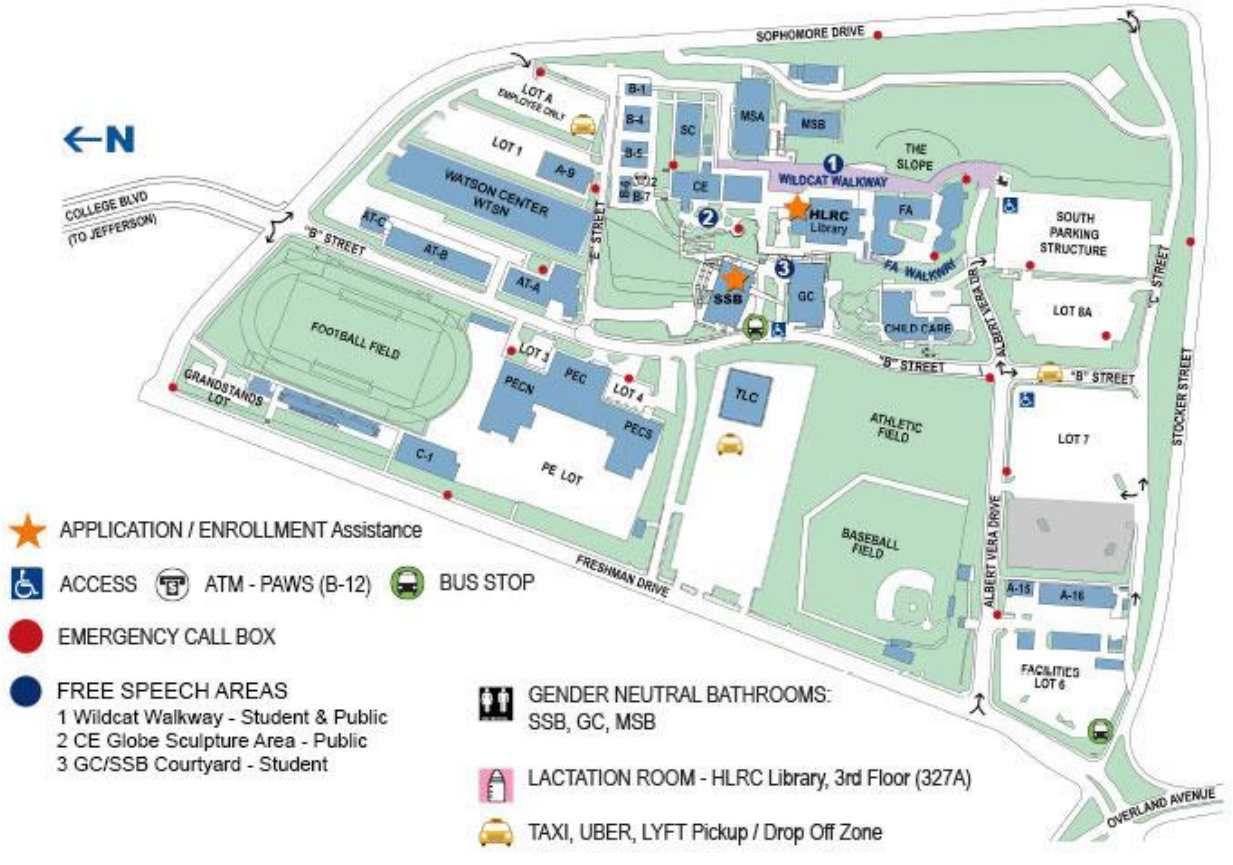 SOPHOMORE DRIVE
LOT A
EMPLOYEE ONLY
B-1
B-4
SC
MSA
MSB
←N
LOT 1
B-5
A-9
THE
SLOPE
1
WILDCAT WALKWAY
WATSON CENTER
WTSN
B-6
2
B-7
CE
COLLEGE BLVD
(TO JEFFERSON)
AT-C
"B" STREET
AT-B
"E" STREET
2
HLRC
Library
FA
SOUTH
PARKING
STRUCTURE
AT-A
3
FA WALKWAY
SSB
GC
ALBERT VERA DR
"C" STREET
LOT 8A
FOOTBALL FIELD
CHILD CARE
LOT 3
"B" STREET
"B" STREET
GRANDSTANDS
LOT
PECN
PEC
LOT 4
TLC
PECS
ATHLETIC
FIELD
LOT 7
STOCKER STREET
C-1
PE LOT
BASEBALL
FIELD
ALBERT VERA DRIVE
FRESHMAN DRIVE
A-15
A-16
FACILITIES
LOT 6
OVERLAND AVENUE
APPLICATION / ENROLLMENT Assistance
ACCESS ATM - PAWS (B-12) BUS STOP
EMERGENCY CALL BOX
FREE SPEECH AREAS
1 Wildcat Walkway - Student & Public
2 CE Globe Sculpture Area - Public
3 GC/SSB Courtyard - Student
GENDER NEUTRAL BATHROOMS:
SSB, GC, MSB
LACTATION ROOM - HLRC Library, 3rd Floor (327A)
TAXI, UBER, LYFT Pickup / Drop Off Zone